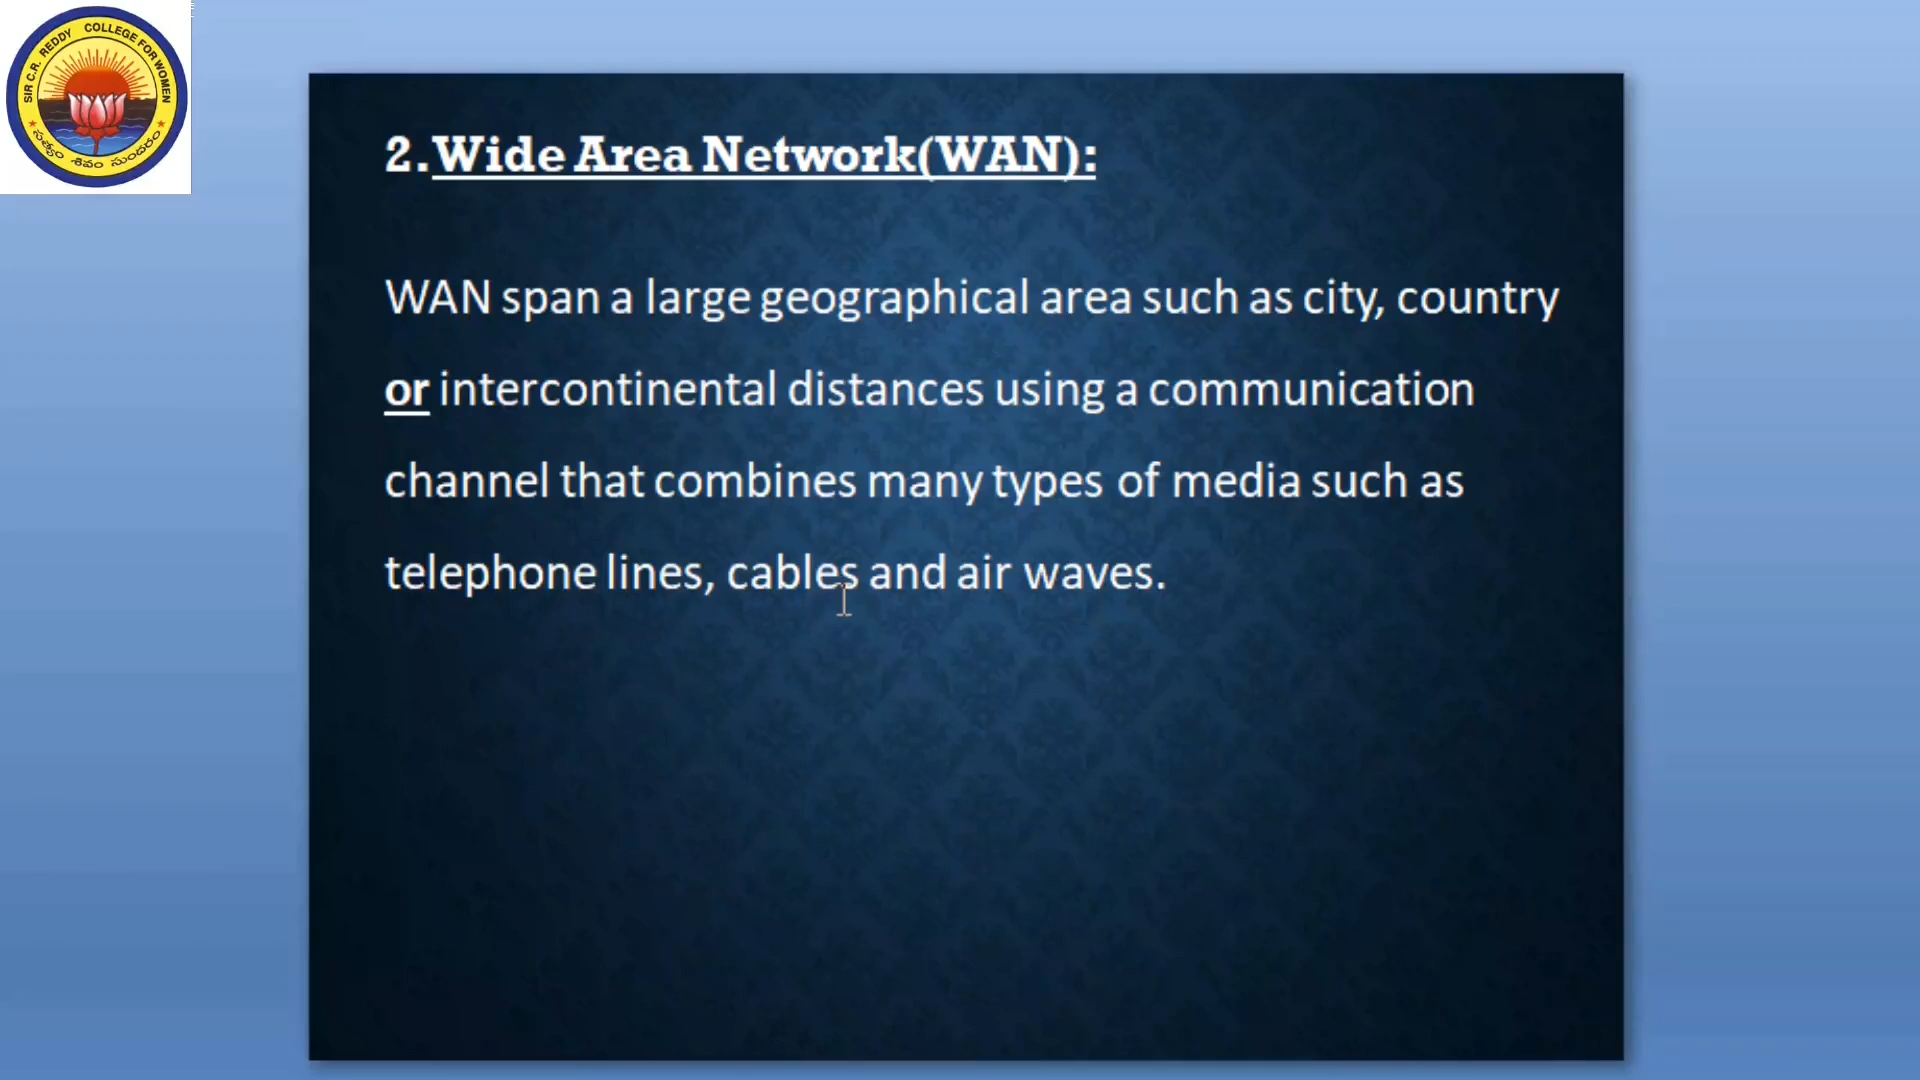 SIR C.R. REDDY COLLEGE FOR WOMEN
సత్యం శివం సుందరం
2.Wide Area Network(WAN):
WAN span a large geographical area such as city, country
or intercontinental distances using a communication
channel that combines many types of media such as
telephone lines, cables and air waves.